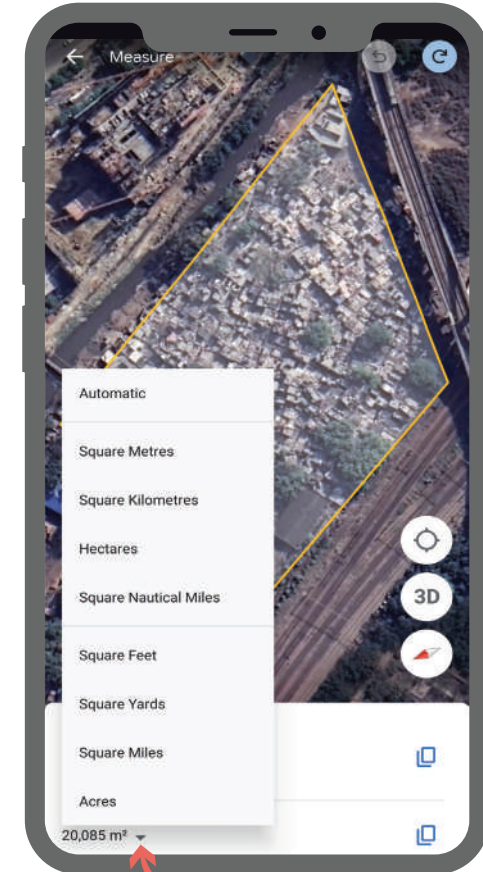 Measure
Automatic
Square Metres
Square Kilometres
Hectares
3D
Square Nautical Miles
Square Feet
Square Yards
Square Miles
Acres
20,085 m²